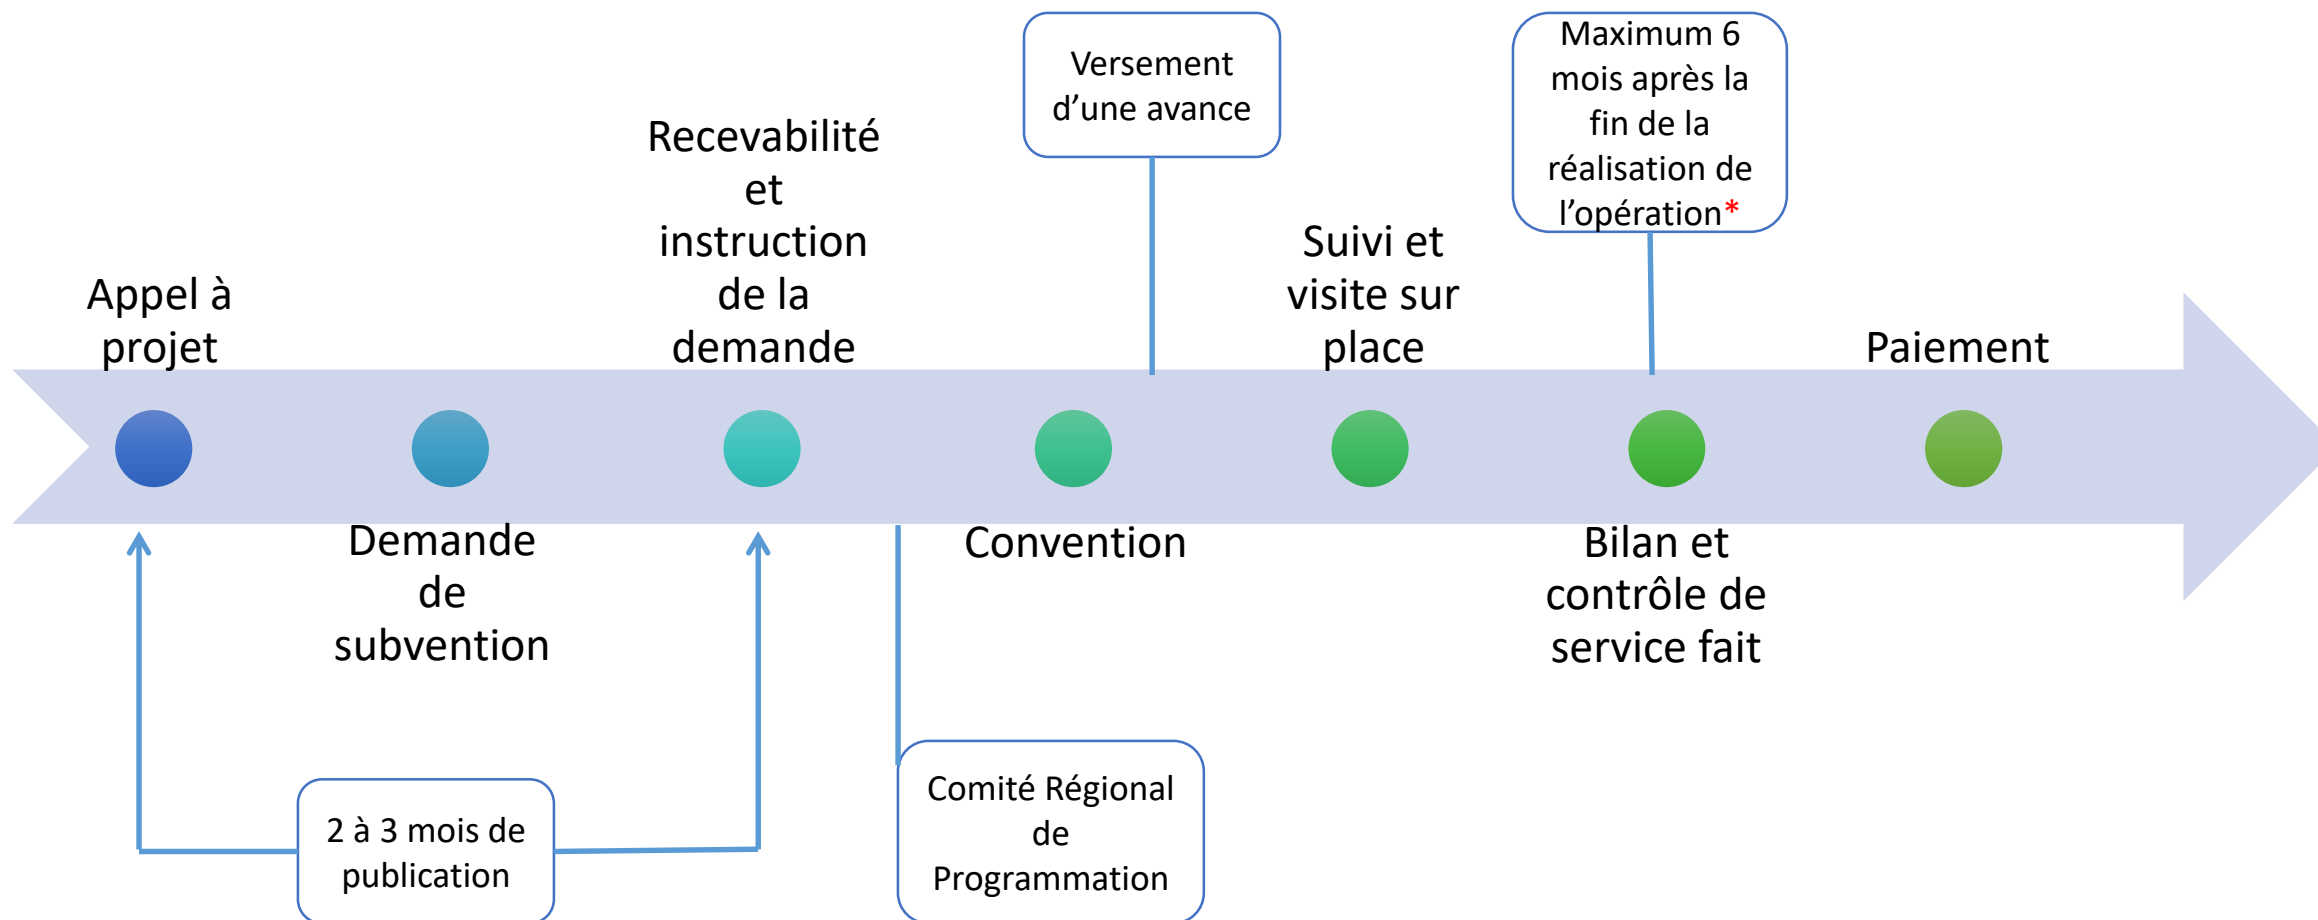 Appel à
projet
Demande
de
subvention
2 à 3 mois de
publication
Recevabilité
et
instruction
de la
demande
Comité Régional
de
Programmation
Convention
Versement
d’une avance
Suivi et
visite sur
place
Maximum 6
mois après la
fin de la
réalisation de
l’opération*
Bilan et
contrôle de
service fait
Paiement